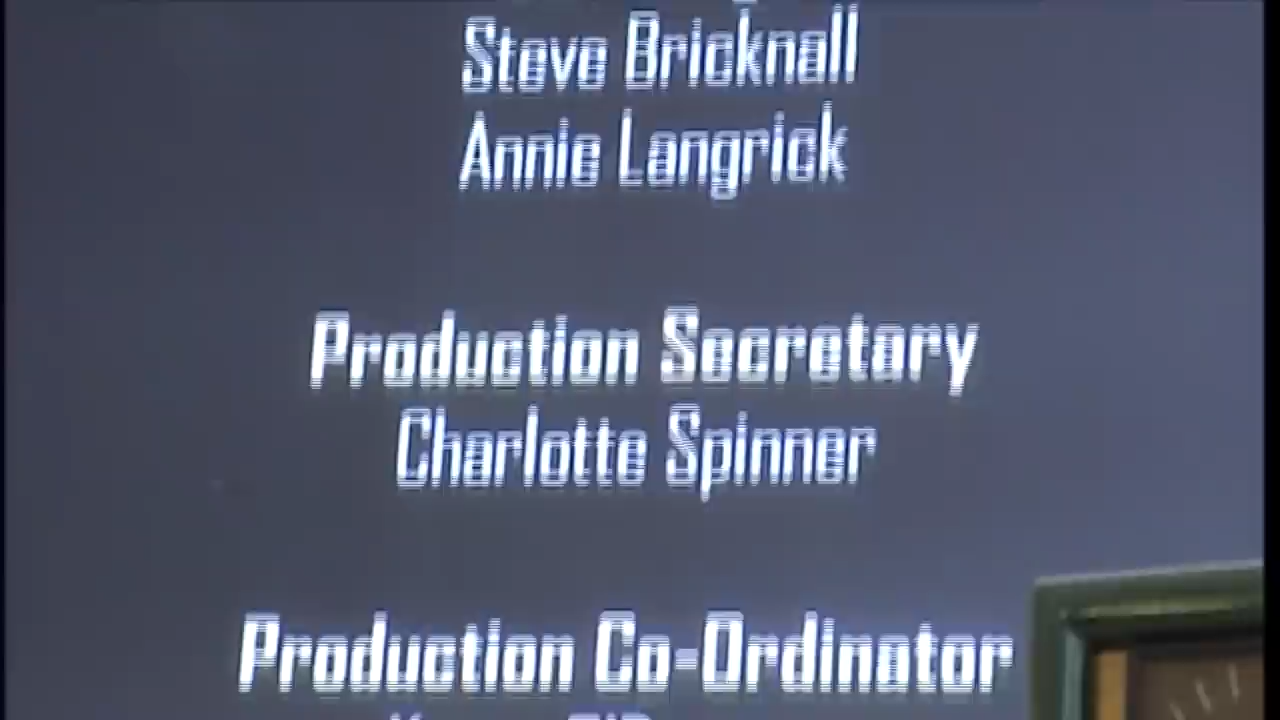 Steve Bricknall
Annie Langrick
Production Secretary
Charlotte Spinner
Production Co-Ordinator